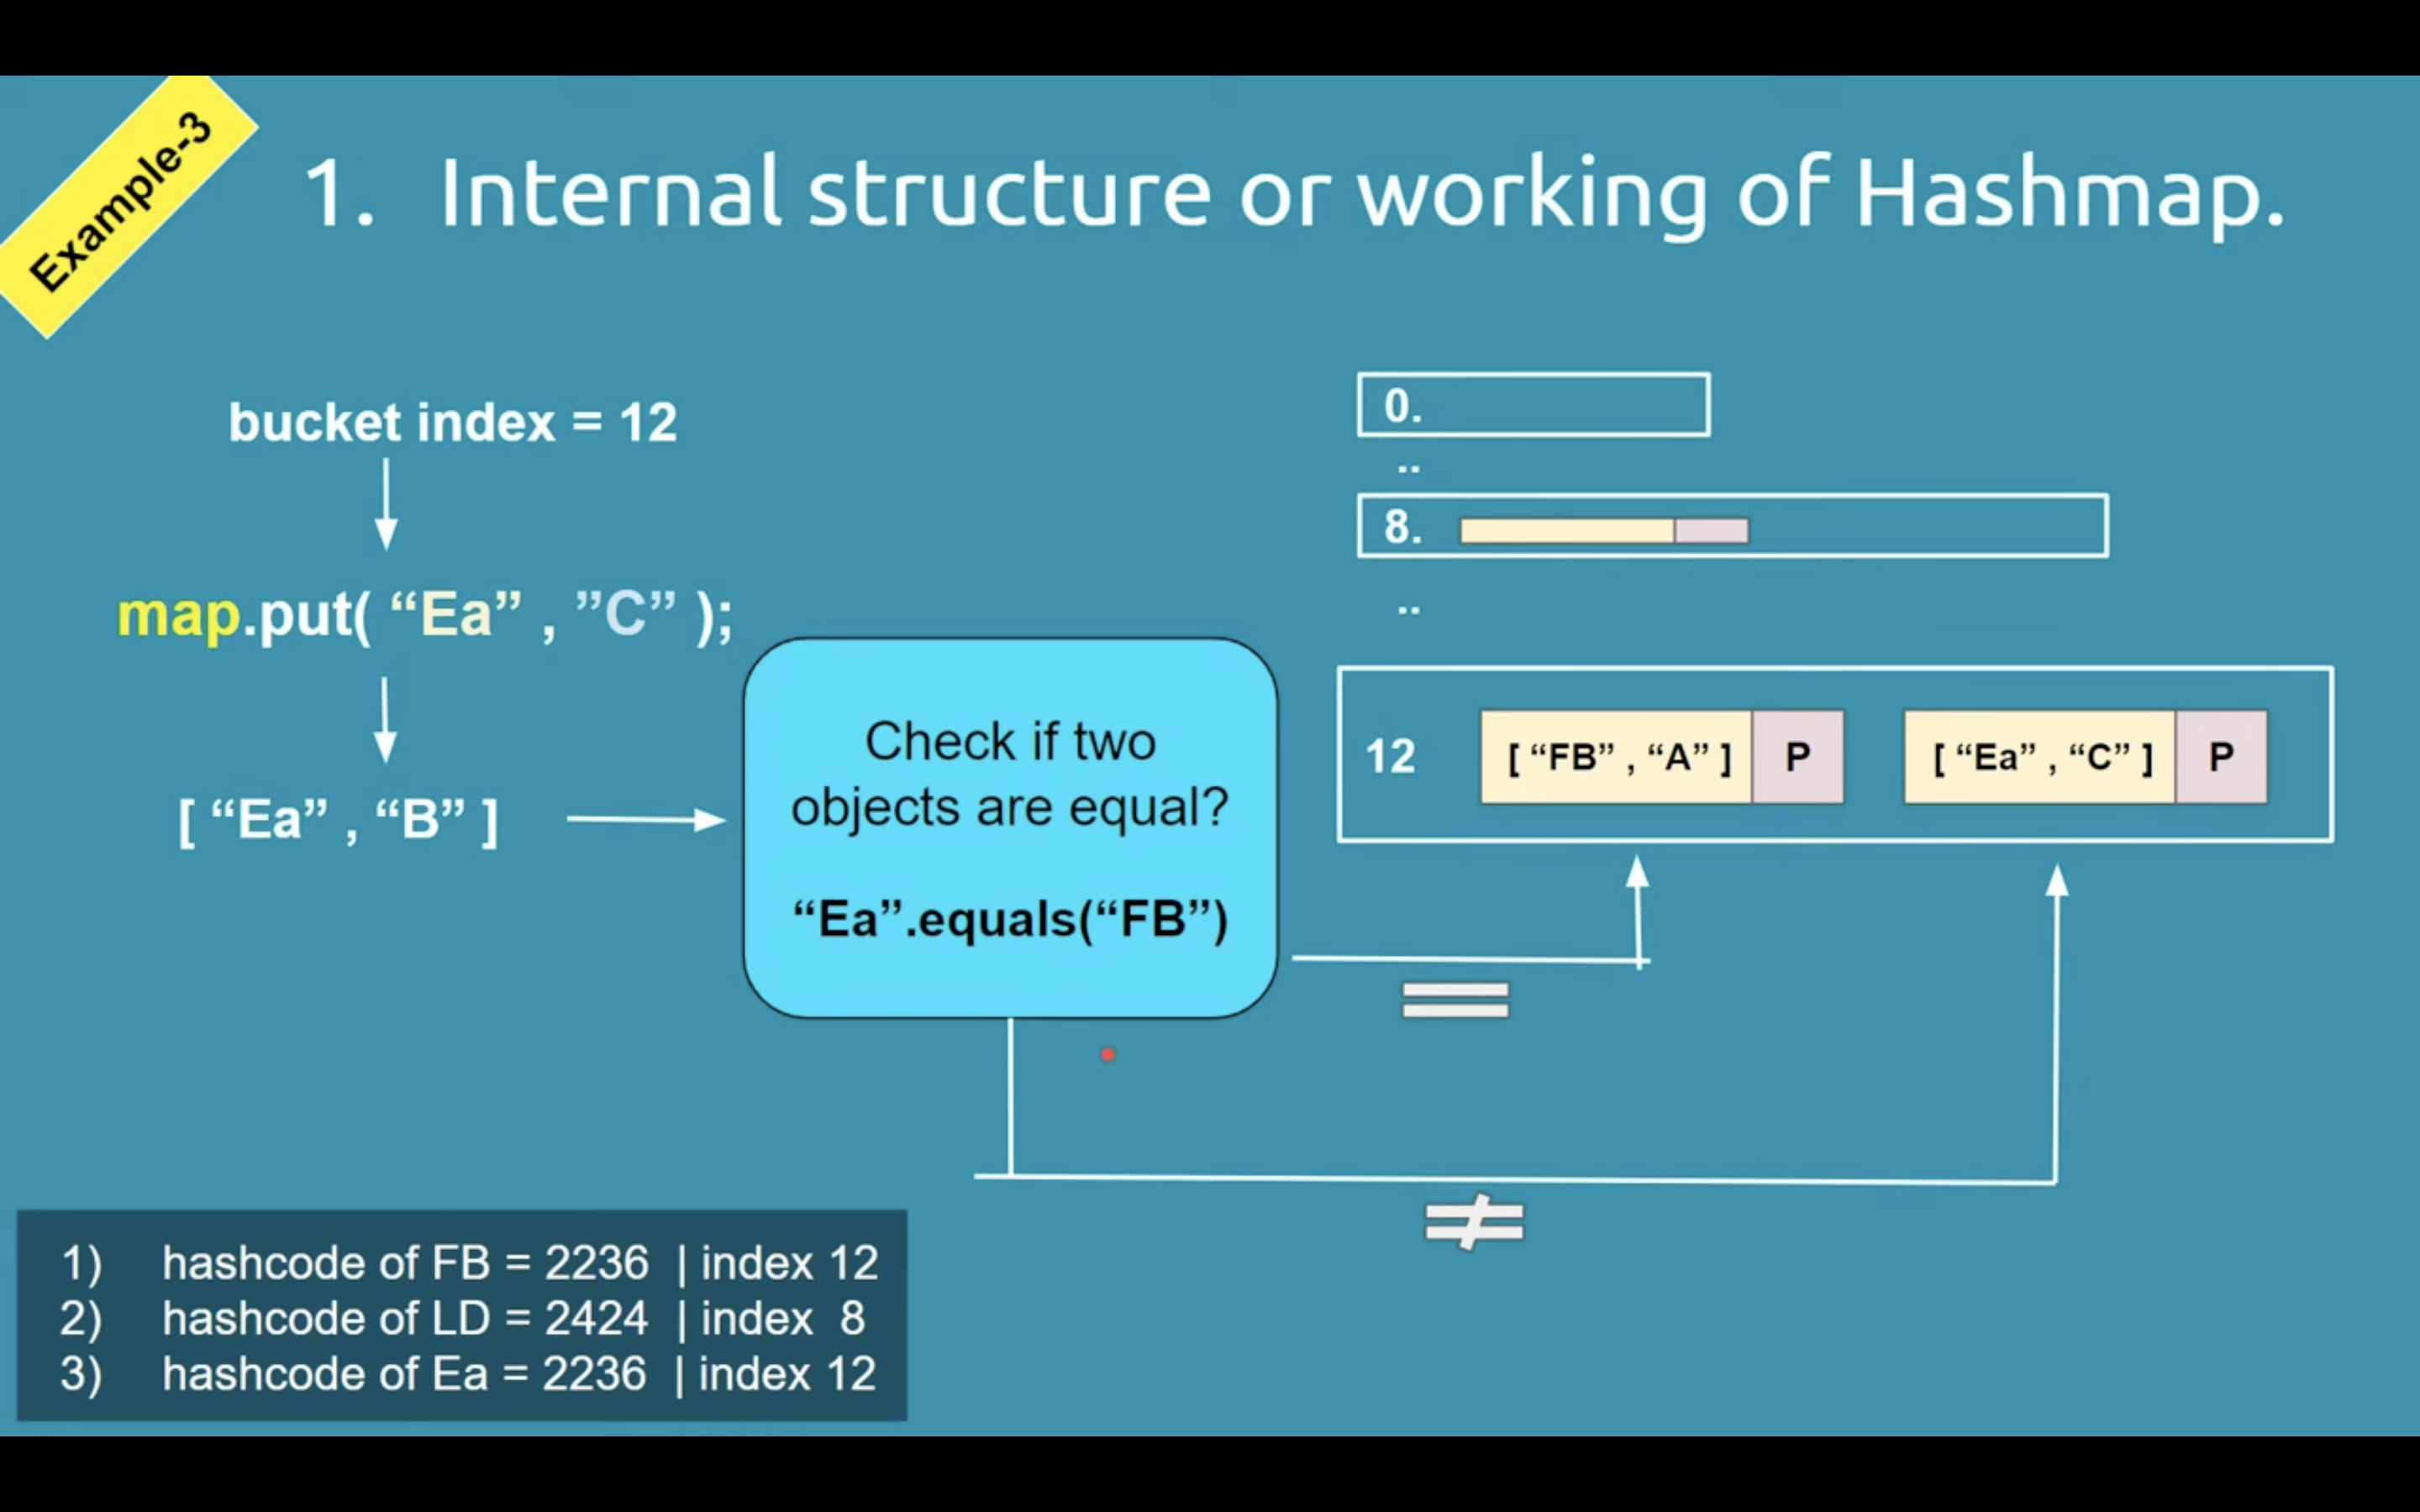 Example-3
1. Internal structure or working of Hashmap.
bucket index = 12
map.put( “Ea” , ”C” );
[ “Ea” , “B” ]
Check if two
objects are equal?
“Ea”.equals(“FB”)
0.
..
8.
..
12 [ “FB” , “A” ] P [ “Ea” , “C” ] P
=
≠
1) hashcode of FB = 2236 | index 12
2) hashcode of LD = 2424 | index 8
3) hashcode of Ea = 2236 | index 12